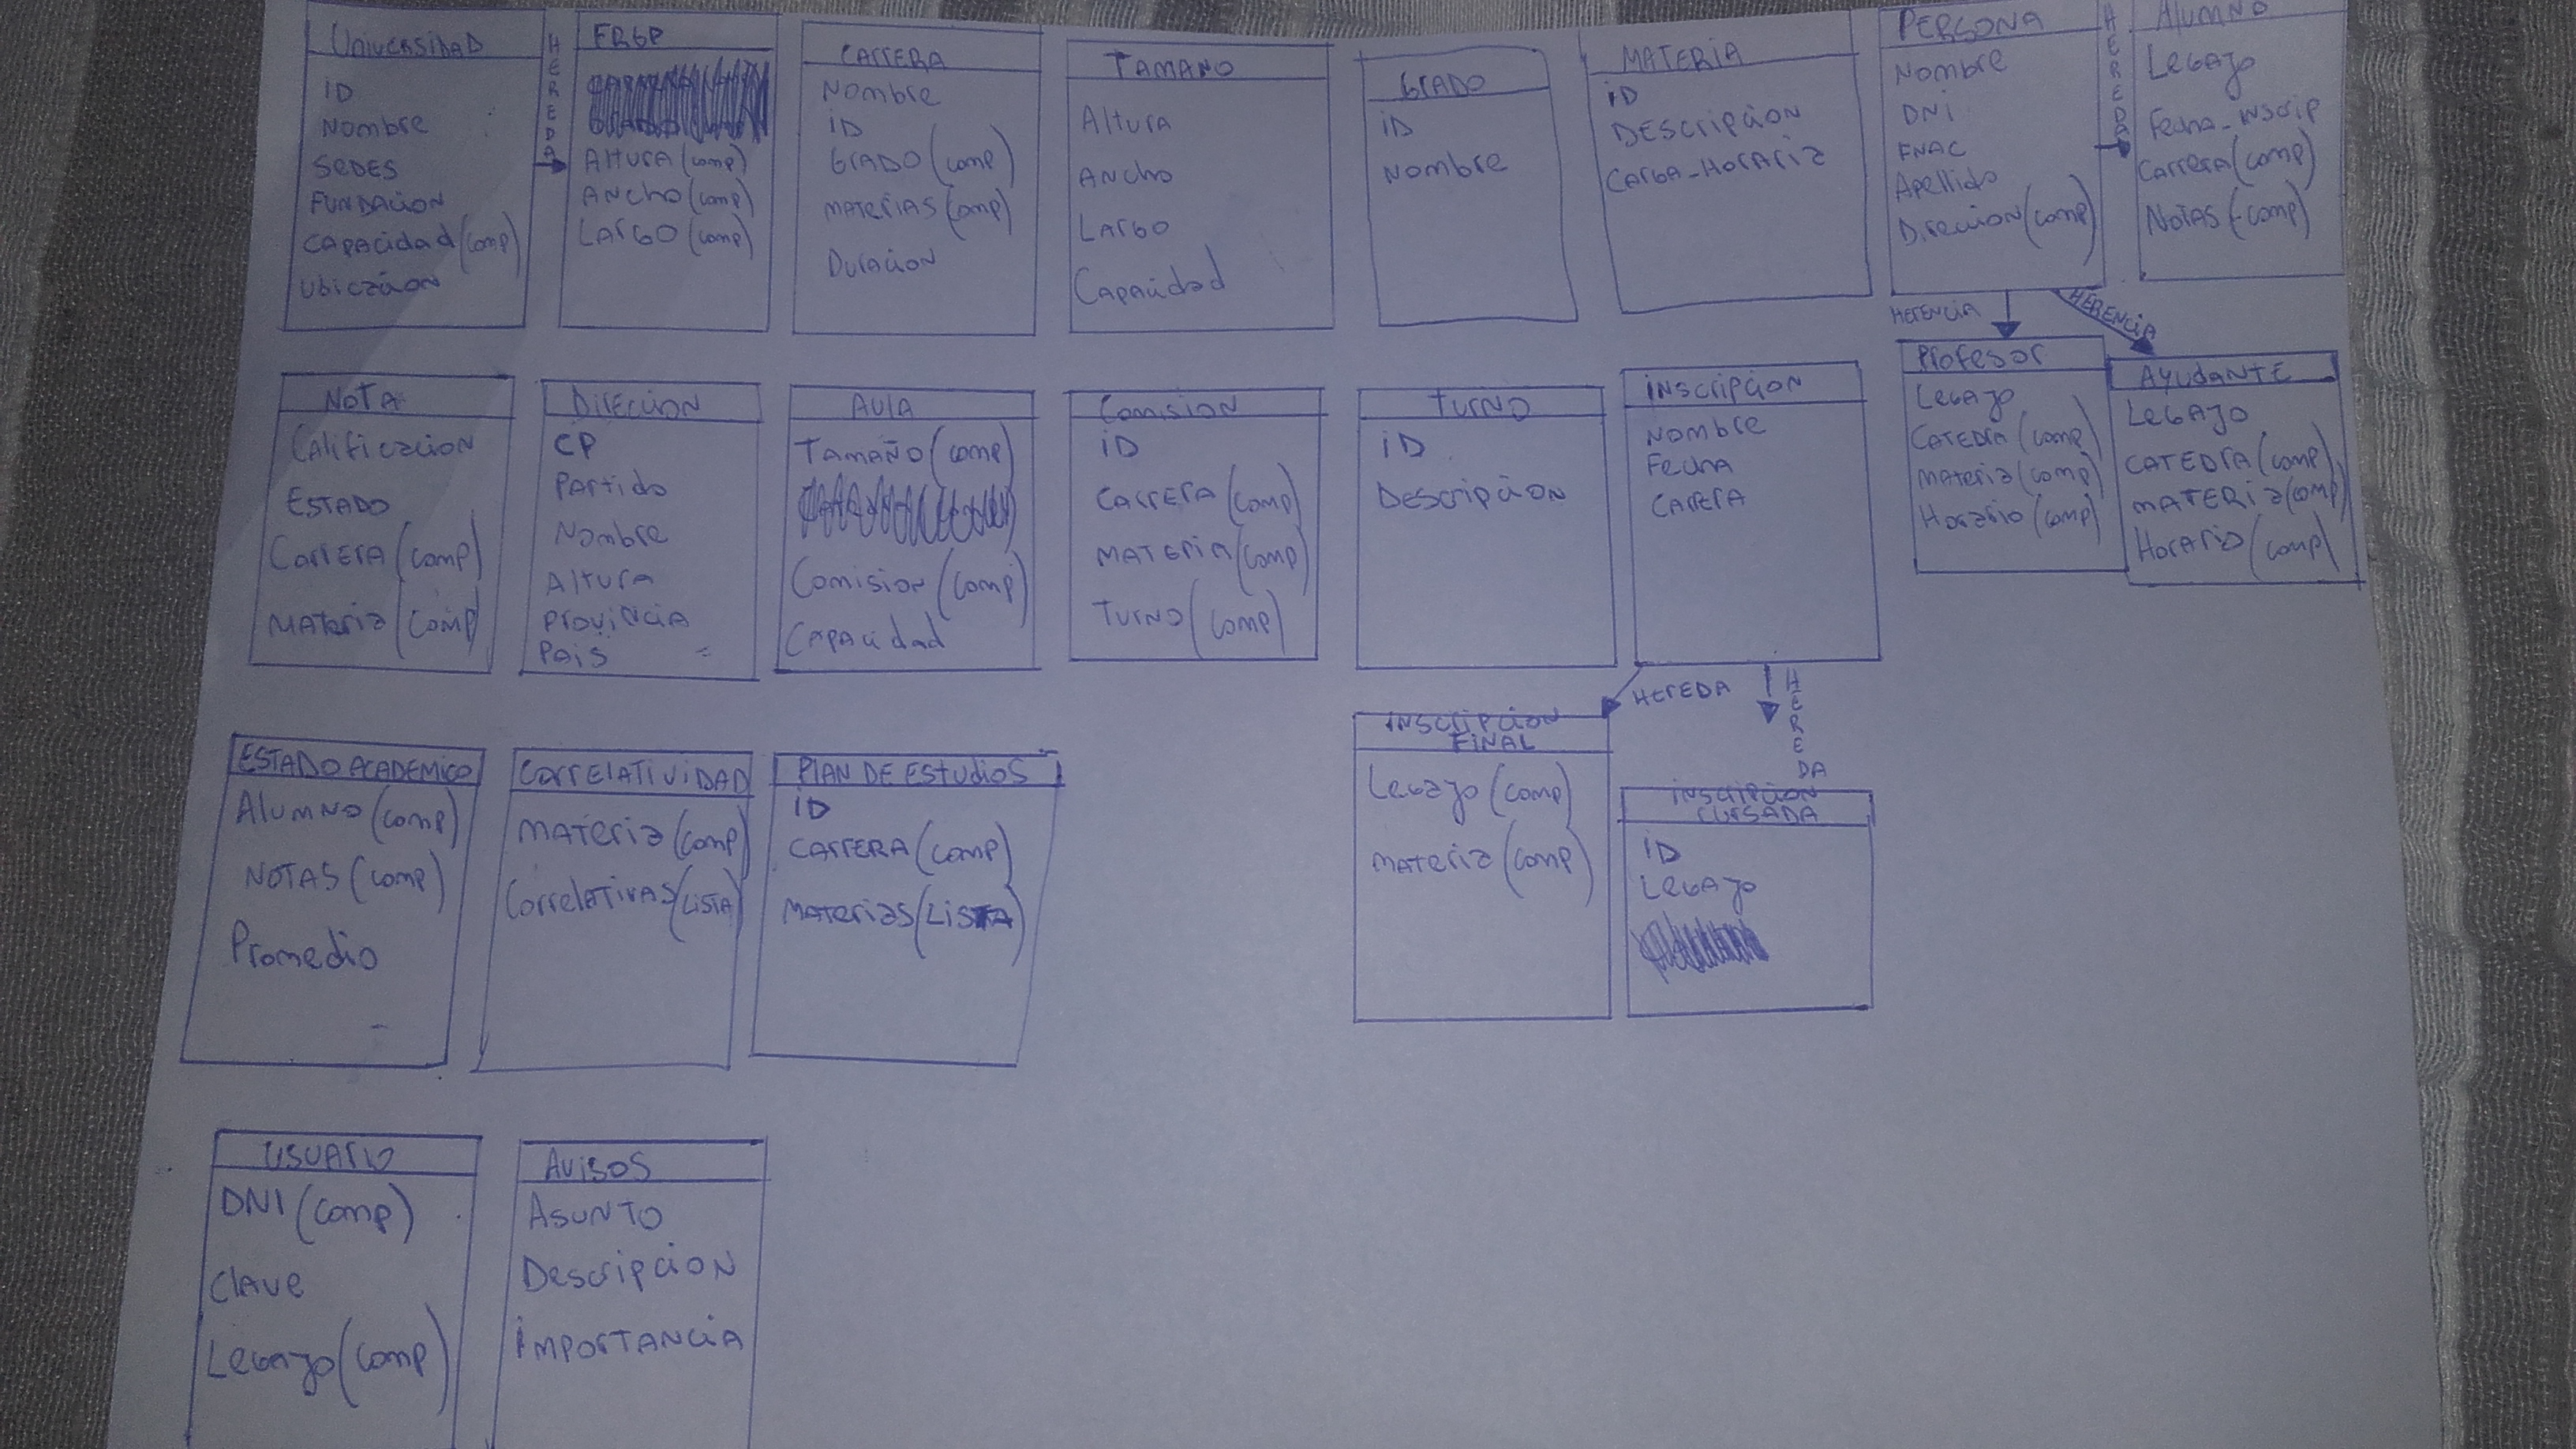 Universidad
ID
Nombre
Sedes
Fundacion
Capacidad (comp)
Ubicacion
HEREDA
FRGP
Altura (comp)
Ancho (comp)
Largo (comp)
CARRERA
Nombre
ID
GRADO (comp)
MATERIAS (comp)
Duracion
TAMAÑO
Altura
Ancho
Largo
Capacidad
GRADO
ID
Nombre
MATERIA
ID
DEScripcion
CARGA_HORAria
PERSONA
Nombre
DNI
FNAC
Apellido
Direccion (comp)
HEREDA
Alumno
Legajo
Fecha_inscrip
Carrera (comp)
NOTAS (comp)
HERENCIA
HERENCIA
Profesor
Legajo
CATEDRA (comp)
Materia (comp)
Horario (comp)
AYUDANTE
Legajo
CATEDRA (comp)
MATERIA (comp)
Horario (comp)
NOTA
Calificacion
ESTADO
CARRERA (comp)
Materia (comp)
Direccion
CP
Partido
Nombre
Altura
Provincia
Pais
AULA
TAMAÑO (comp)
Comision (comp)
Capacidad
Comision
ID
CARRERA (comp)
MATERIA (comp)
Turno (comp)
TURNO
ID
DEScripcion
inscripcion
Nombre
Fecha
CARRERA
HEREDA
HEREDA
INSCRIPCION
FINAL
Legajo (comp)
Materia (comp)
INSCRIPCION
CURSADA
ID
Legajo
ESTADO ACADEMICO
Alumno (comp)
NOTAS (comp)
Promedio
CORRELATIVIDAD
Materia (comp)
Correlativas (LISTA)
PLAN DE ESTUDIOS
ID
CARRERA (comp)
Materias (LISTA)
USUARIO
DNI (comp)
Clave
Legajo (comp)
AVISOS
Asunto
Descripcion
IMPORTANCIA